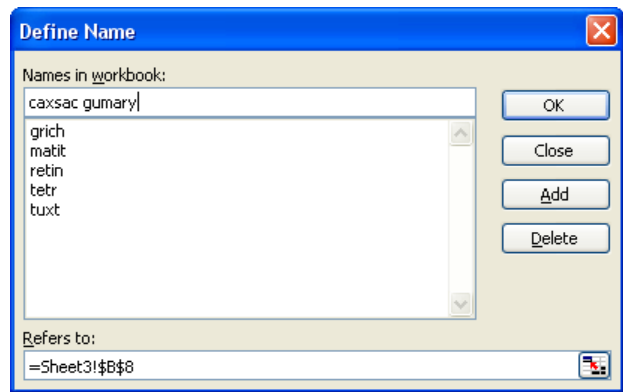 Define Name
Names in workbook:
caxsac gumary
OK
grich
matit
retin
tetr
tuxt
Close
Add
Delete
Refers to:
=Sheet3!$B$8